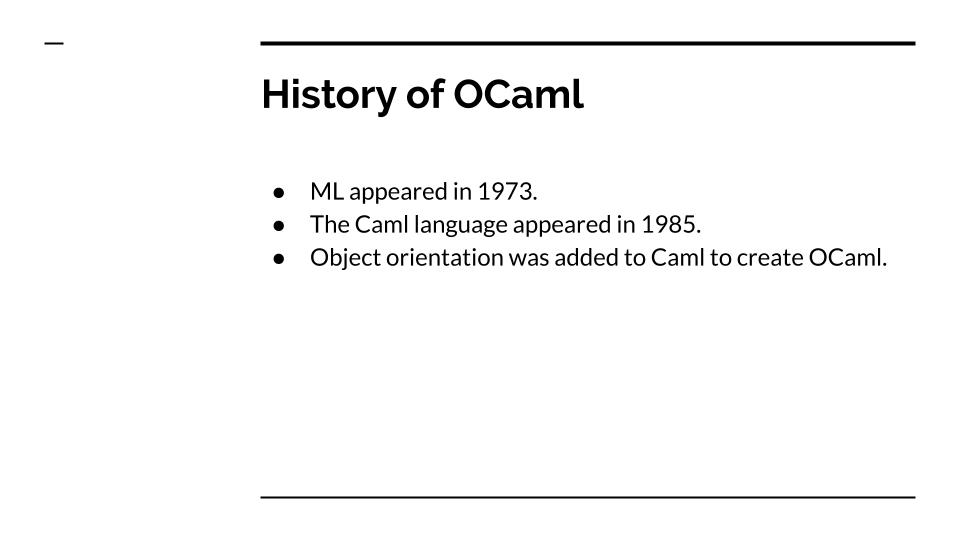 History of OCaml
● ML appeared in 1973.
● The Caml language appeared in 1985.
● Object orientation was added to Caml to create OCaml.